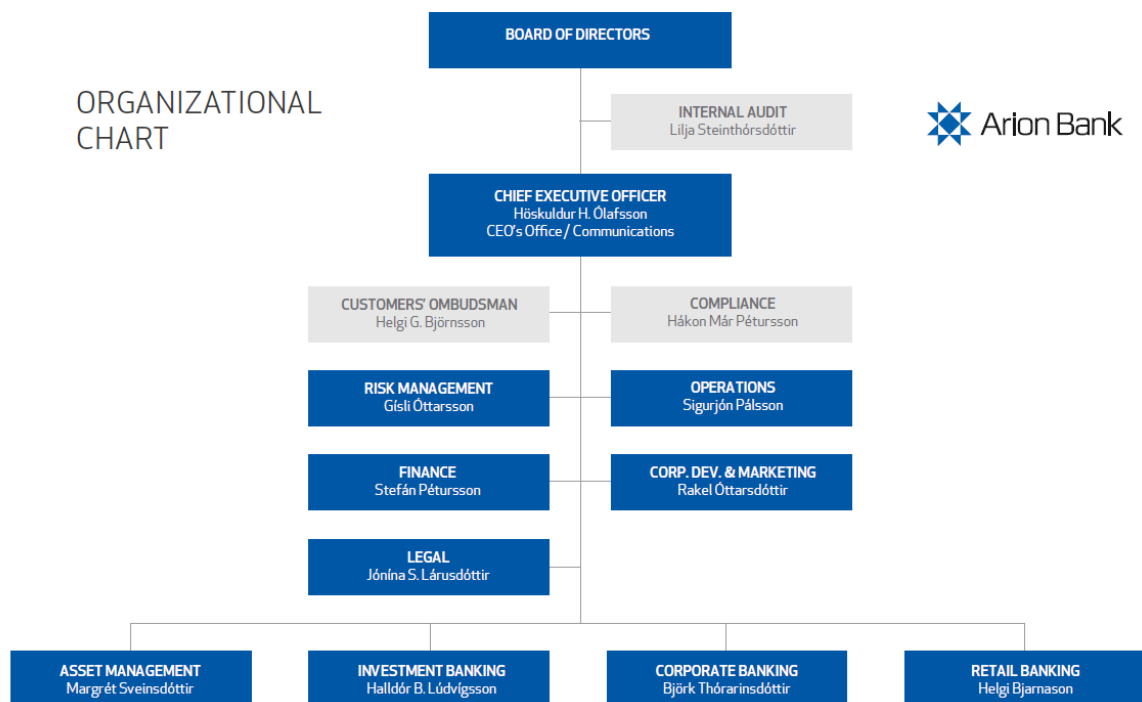 BOARD OF DIRECTORS
ORGANIZATIONAL
CHART
INTERNAL AUDIT
Lilja Steinthórsdóttir
Arion Bank
CHIEF EXECUTIVE OFFICER
Höskuldur H. Ólafsson
CEO's Office / Communications
CUSTOMERS' OMBUDSMAN
Helgi G. Björnsson
COMPLIANCE
Hákon Már Pétursson
RISK MANAGEMENT
Gísli Óttarsson
OPERATIONS
Sigurjón Pálsson
FINANCE
Stefán Pétursson
CORP. DEV. & MARKETING
Rakel Óttarsdóttir
LEGAL
Jónína S. Lárusdóttir
ASSET MANAGEMENT
Margrét Sveinsdóttir
INVESTMENT BANKING
Halldór B. Lúdvígsson
CORPORATE BANKING
Björk Thórarinsdóttir
RETAIL BANKING
Helgi Bjarnason